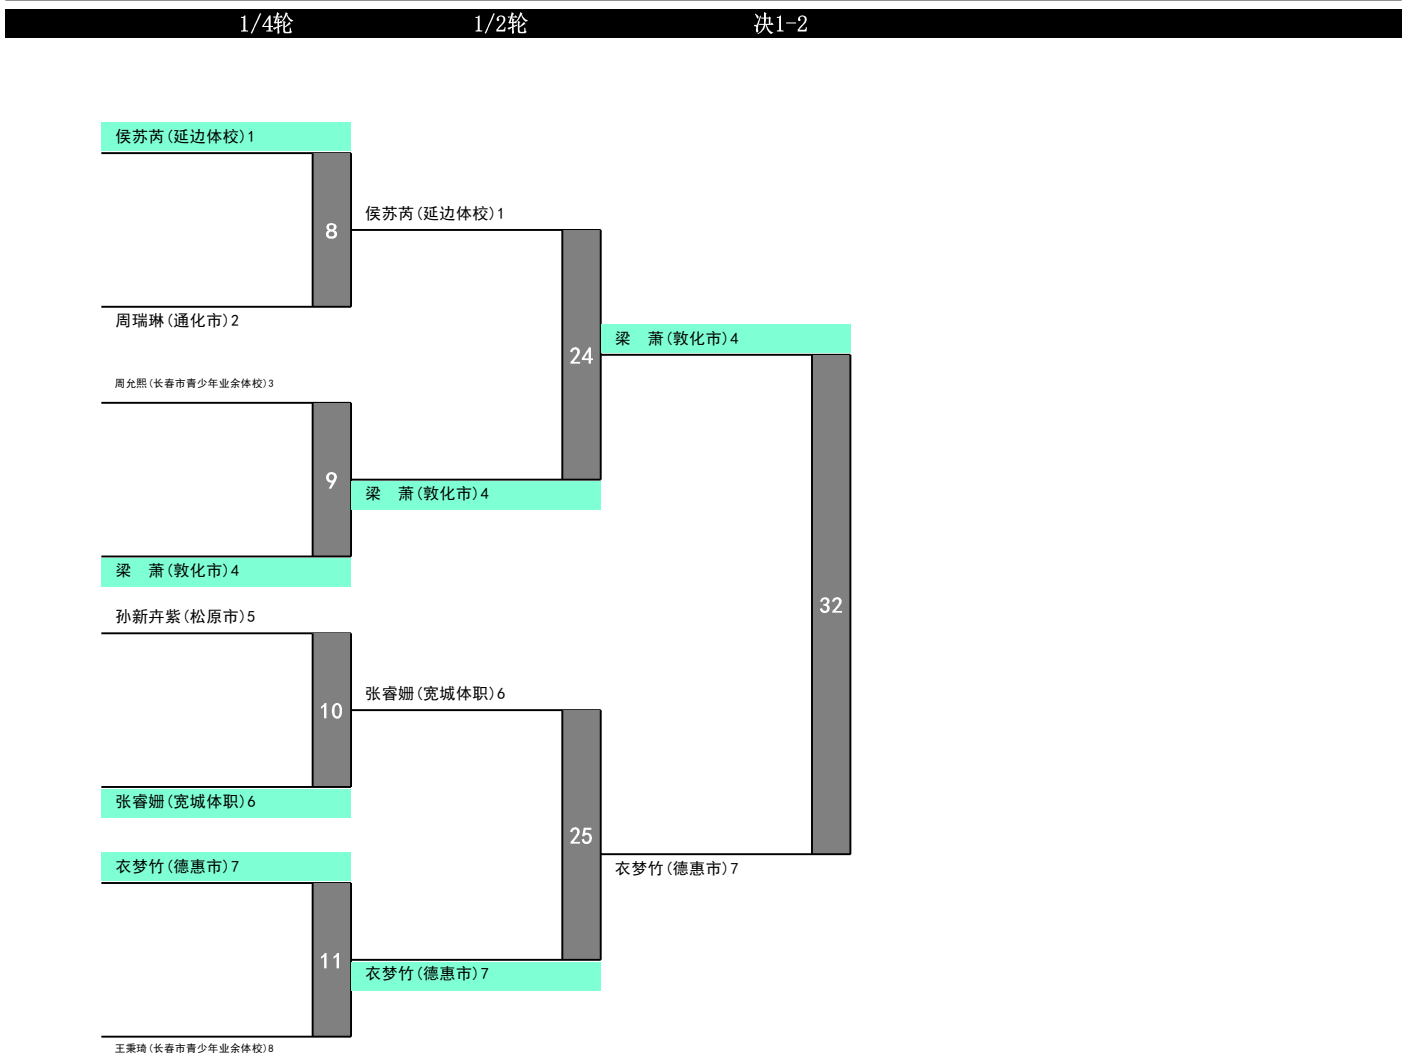 1/4轮 1/2轮 决1-2
侯苏芮(延边体校)1
8
侯苏芮(延边体校)1
周瑞琳(通化市)2
24
梁　萧(敦化市)4
周允熙(长春市青少年业余体校)3
9
梁　萧(敦化市)4
梁　萧(敦化市)4
32
孙新卉紫(松原市)5
10
张睿姗(宽城体职)6
张睿姗(宽城体职)6
25
衣梦竹(德惠市)7
衣梦竹(德惠市)7
11
衣梦竹(德惠市)7
王秉琦(长春市青少年业余体校)8